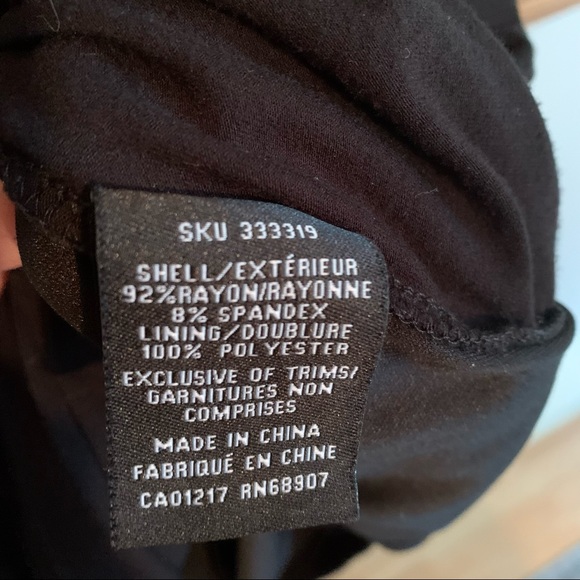 SKU 333319
SHELL/EXTÉRIEUR
92%RAYON/RAYONNE
8% SPANDEX
LINING/DOUBLURE
100% POLYESTER
EXCLUSIVE OF TRIMS/
GARNITURES NON
COMPRISES
MADE IN CHINA
FABRIQUÉ EN CHINE
CA01217 RN68907